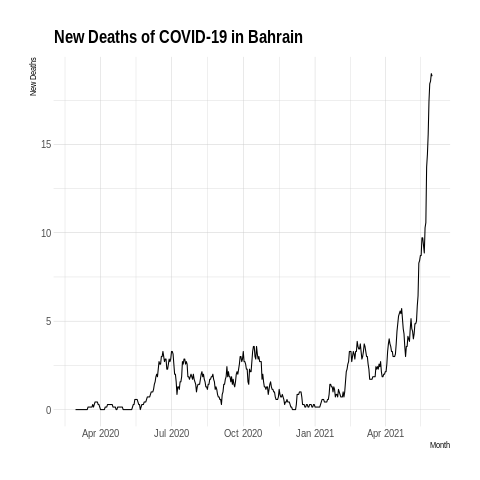 New Deaths of COVID-19 in Bahrain
New Deaths
15
10
5
0
Apr 2020 Jul 2020 Oct 2020 Jan 2021 Apr 2021
Month